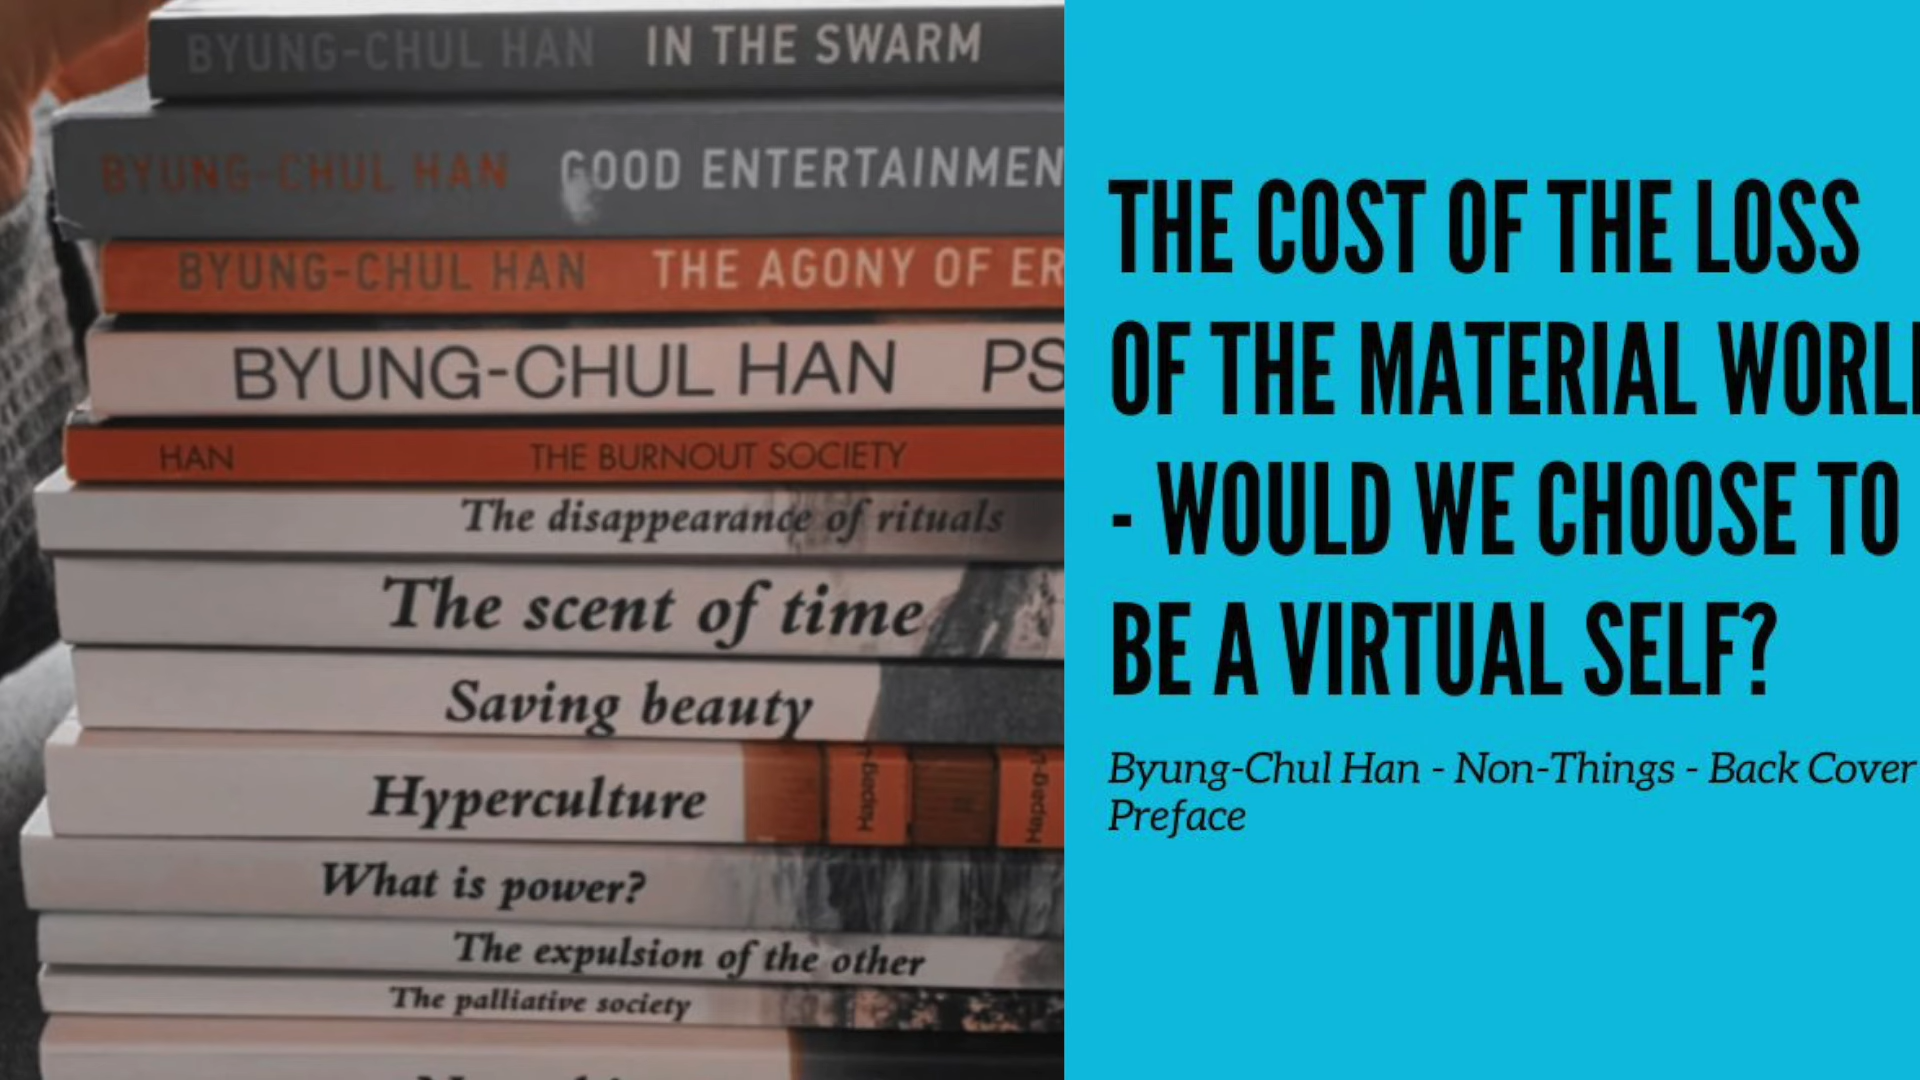 BYUNG-CHUL HAN IN THE SWARM
BYUNG-CHUL HAN GOOD ENTERTAINMEN
BYUNG-CHUL HAN THE AGONY OF ER
BYUNG-CHUL HAN PS
HAN THE BURNOUT SOCIETY
The disappearance of rituals
The scent of time
Saving beauty
Hyperculture
Hapag-
Hapag-L
What is power?
The expulsion of the other
The palliative society
THE COST OF THE LOSS
OF THE MATERIAL WORL
- WOULD WE CHOOSE TO
BE A VIRTUAL SELF?
Byung-Chul Han - Non-Things - Back Cover
Preface